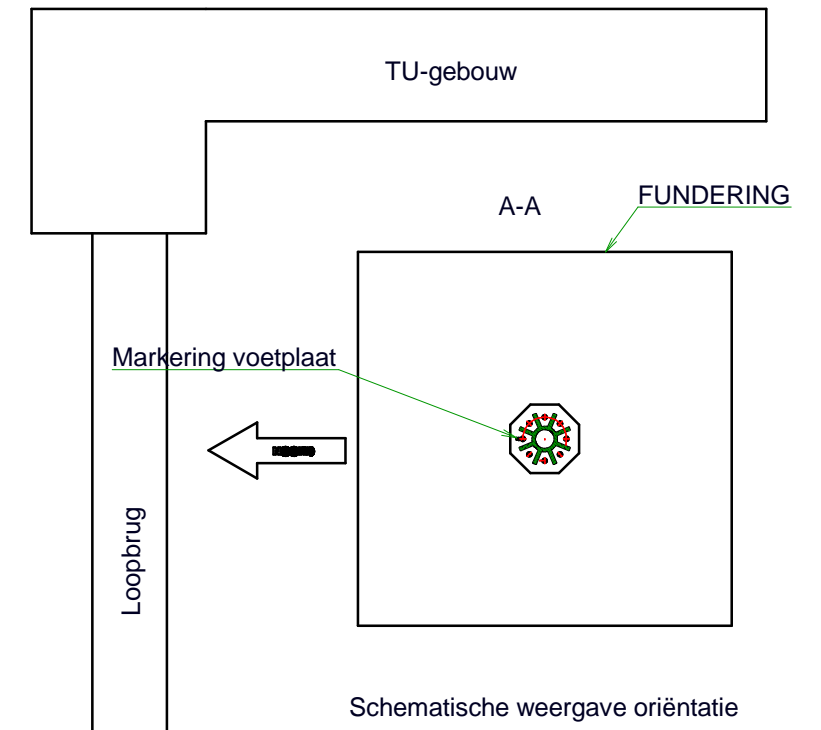 TU-gebouw
A-A
FUNDERING
Markering voetplaat
Loopbrug
Schematische weergave oriëntatie